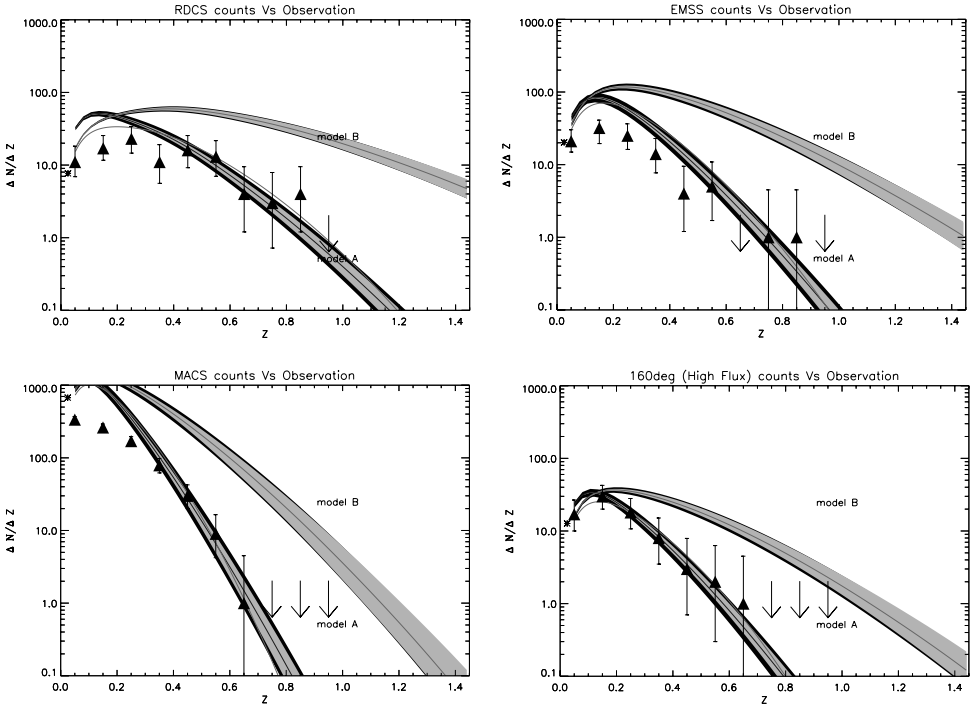 RDCS counts Vs Observation
1000.0
100.0
10.0
1.0
0.1
Δ N/Δ Z
model B
model A
0.0 0.2 0.4 0.6 0.8 1.0 1.2 1.4
Z
EMSS counts Vs Observation
1000.0
100.0
10.0
1.0
0.1
Δ N/Δ Z
model B
model A
0.0 0.2 0.4 0.6 0.8 1.0 1.2 1.4
Z
MACS counts Vs Observation
1000.0
100.0
10.0
1.0
0.1
Δ N/Δ Z
model B
model A
0.0 0.2 0.4 0.6 0.8 1.0 1.2 1.4
Z
160deg (High Flux) counts Vs Observation
1000.0
100.0
10.0
1.0
0.1
Δ N/Δ Z
model B
model A
0.0 0.2 0.4 0.6 0.8 1.0 1.2 1.4
Z